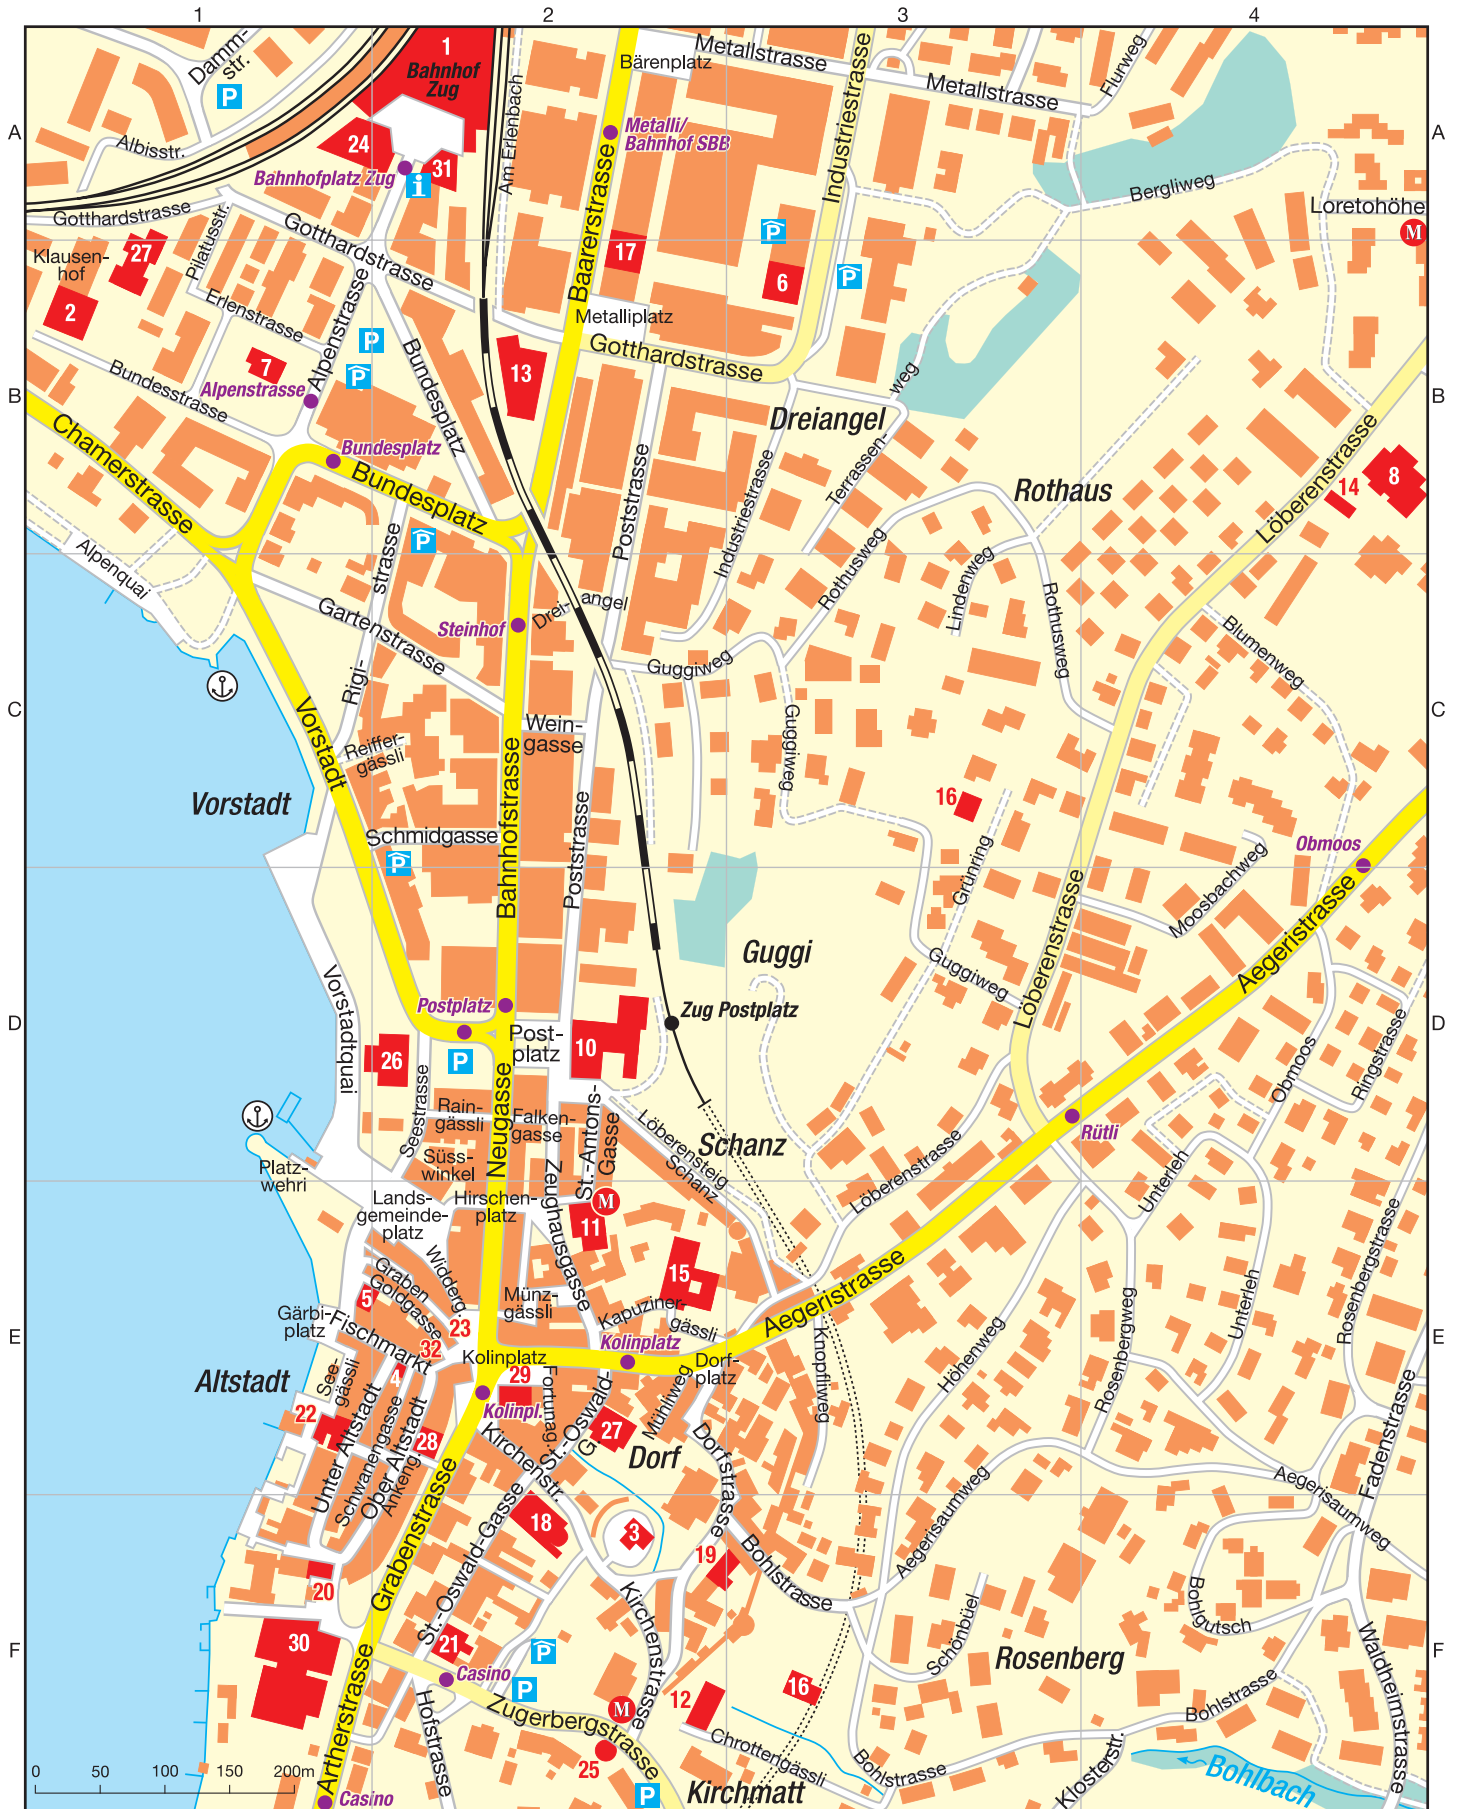 1
2
3
4
A
A
B
B
C
C
D
D
E
E
F
F
Damm-
str.
P
Albisstr.
1
Bahnhof
Zug
24
31
Bahnhofplatz Zug
i
Am Erlenbach
Bärenplatz
Metalli/
Bahnhof SBB
Metallstrasse
Metallstrasse
Industriestrasse
Flurweg
Bergliweg
Loretohöhe
M
Gotthardstrasse
Klausen-
hof
27
2
Pilatusstr.
Gotthardstrasse
Erlenstrasse
7
Alpenstrasse
Alpenstrasse
P
P
Bundesstrasse
Bundesplatz
13
Baarerstrasse
17
6
P
P
Metalliplatz
Gotthardstrasse
Dreiangel
Terrassen-
weg
Rothaus
Löberenstrasse
14
8
Chamerstrasse
Bundesplatz
Bundesplatz
P
Alpenquai
Rigi-
strasse
Gartenstrasse
Steinhof
Drei-
angel
Poststrasse
Industriestrasse
Rothusweg
Lindenweg
Rothusweg
Blumenweg
Guggiweg
Guggiweg
Vorstadt
Reiffer-
gässli
Wein-
gasse
Vorstadt
Schmidgasse
P
Bahnhofstrasse
Poststrasse
16
Grünring
Guggiweg
Löberenstrasse
Moosbachweg
Obmoos
Aegeristrasse
Guggi
Postplatz
Zug Postplatz
Vorstadtquai
26
P
Post-
platz
10
Obmoos
Ringstrasse
Seestrasse
Rain-
gässli
Neugasse
Falken-
gasse
St.-Antons-
Gasse
Löberensteig
Schanz
Schanz
Rütli
Löberenstrasse
Unterleh
Platz-
wehri
Süss-
winkel
Lands-
gemeinde-
platz
Hirschen-
platz
Zeughausgasse
M
11
15
Widderg.
Graben
Goldgasse
5
Gärbi-
platz
Fischmarkt
23
32
Münz-
gässli
Kapuziner-
gässli
Aegeristrasse
Kolinplatz
Kolinplatz
Dorf-
platz
Knopfliweg
Höhenweg
Rosenbergweg
Unterleh
Rosenbergstrasse
Altstadt
See-
gässli
4
22
29
Kolinpl.
Fortunag.
St.-Oswald-
G
27
Mühliweg
Dorf
Dorfstrasse
Unter Altstadt
Schwanengasse
Ober Altstadt
Ankeng.
28
Kirchenstr.
Grabenstrasse
St.-Oswald-Gasse
18
3
19
Bohlstrasse
Aegerisaumweg
Aegerisaumweg
Fadenstrasse
20
30
21
Casino
P
P
Kirchenstrasse
12
16
Schönbüel
Rosenberg
Bohlgutsch
Waldheimstrasse
Bohlstrasse
Artherstrasse
Hofstrasse
Zugerbergstrasse
M
25
P
Chrottengässli
Kirchmatt
Bohlstrasse
Klosterstr.
Bohlbach
0 50 100 150 200m
Casino